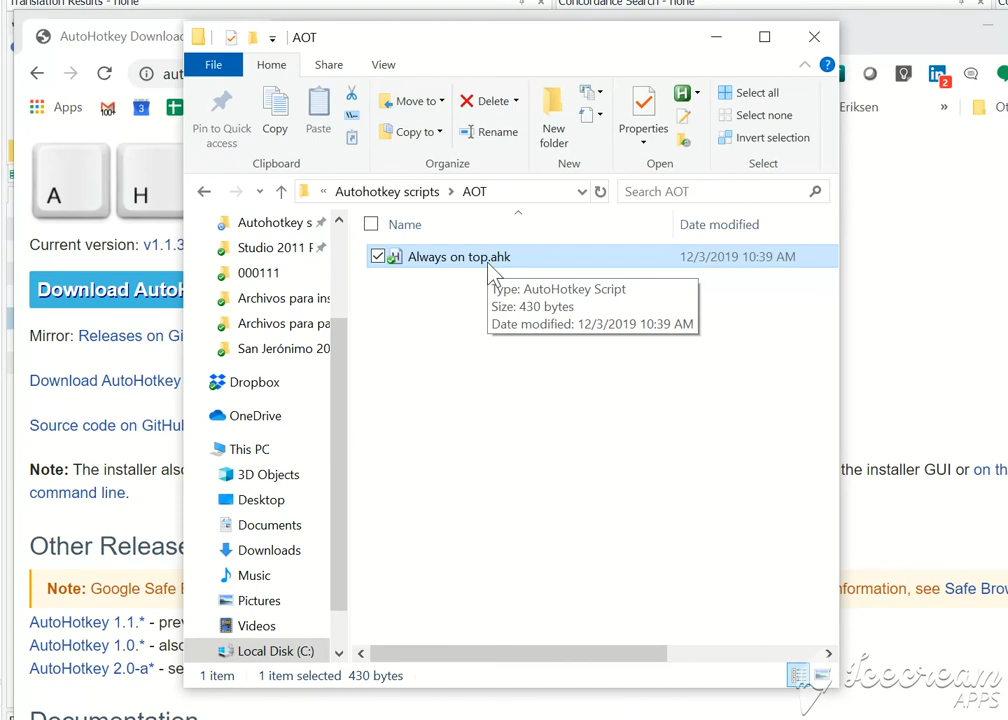 Translation Results - none
Concordance Search - none
AutoHotkey Download
AOT
File
Home
Share
View
aut
Apps
100+
3
2
Eriksen
»
Pin to Quick
access
Copy
Paste
Move to
Copy to
Delete
Rename
New
folder
Properties
Select all
Select none
Invert selection
Clipboard
Organize
New
Open
Select
« Autohotkey scripts > AOT
Search AOT
A
H
Name
Date modified
Always on top.ahk
12/3/2019 10:39 AM
Type: AutoHotkey Script
Size: 430 bytes
Date modified: 12/3/2019 10:39 AM
Autohotkey s
Studio 2011 F
000111
Archivos para ins
Archivos para pa
San Jerónimo 20
Dropbox
OneDrive
This PC
3D Objects
Desktop
Documents
Downloads
Music
Pictures
Videos
Local Disk (C:)
1 item
1 item selected
430 bytes
Current version: v1.1.3
Download AutoH
Mirror: Releases on Gi
Download AutoHotkey
Source code on GitHub
Note: The installer also
the installer GUI or on th
command line.
Other Release
Note: Google Safe B
nformation, see Safe Brow
AutoHotkey 1.1.* - prev
AutoHotkey 1.0.* - also
AutoHotkey 2.0-a* - se
Documentation
My Icecream
APPS